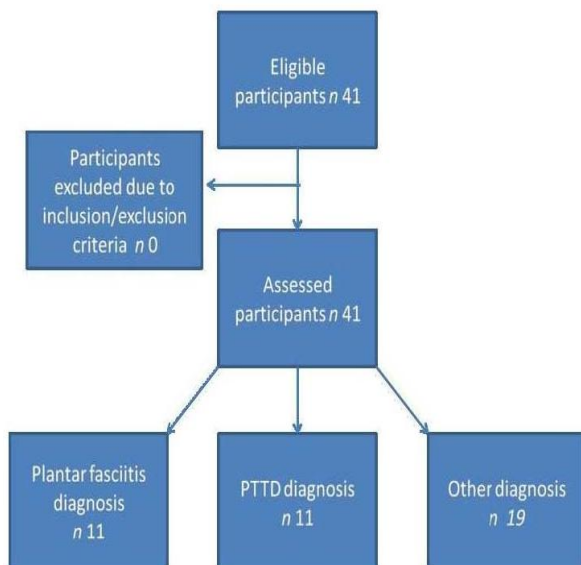 Eligible
participants n 41
Participants
excluded due to
inclusion/exclusion
criteria n 0
Assessed
participants n 41
Plantar fasciitis
diagnosis
n 11
PTTD diagnosis
n 11
Other diagnosis
n 19